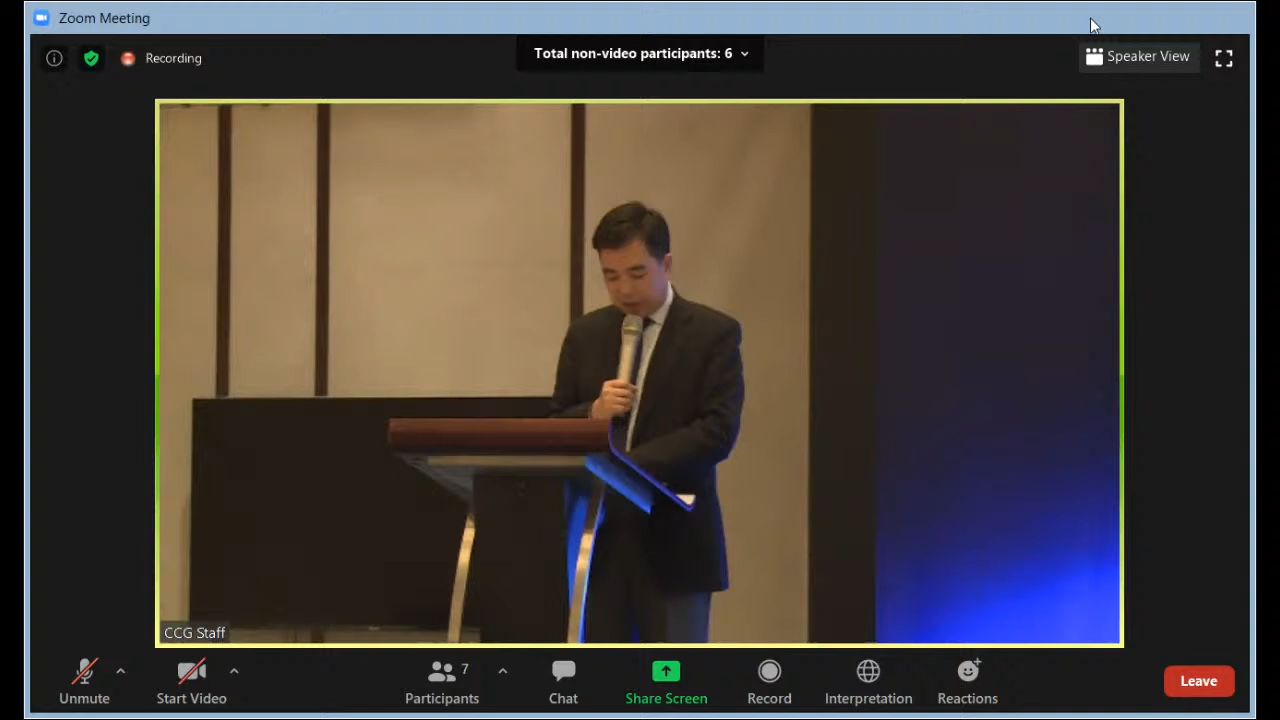 Zoom Meeting
Recording
Total non-video participants: 6
Speaker View
CCG Staff
Unmute
Start Video
7
Participants
Chat
Share Screen
Record
Interpretation
Reactions
Leave